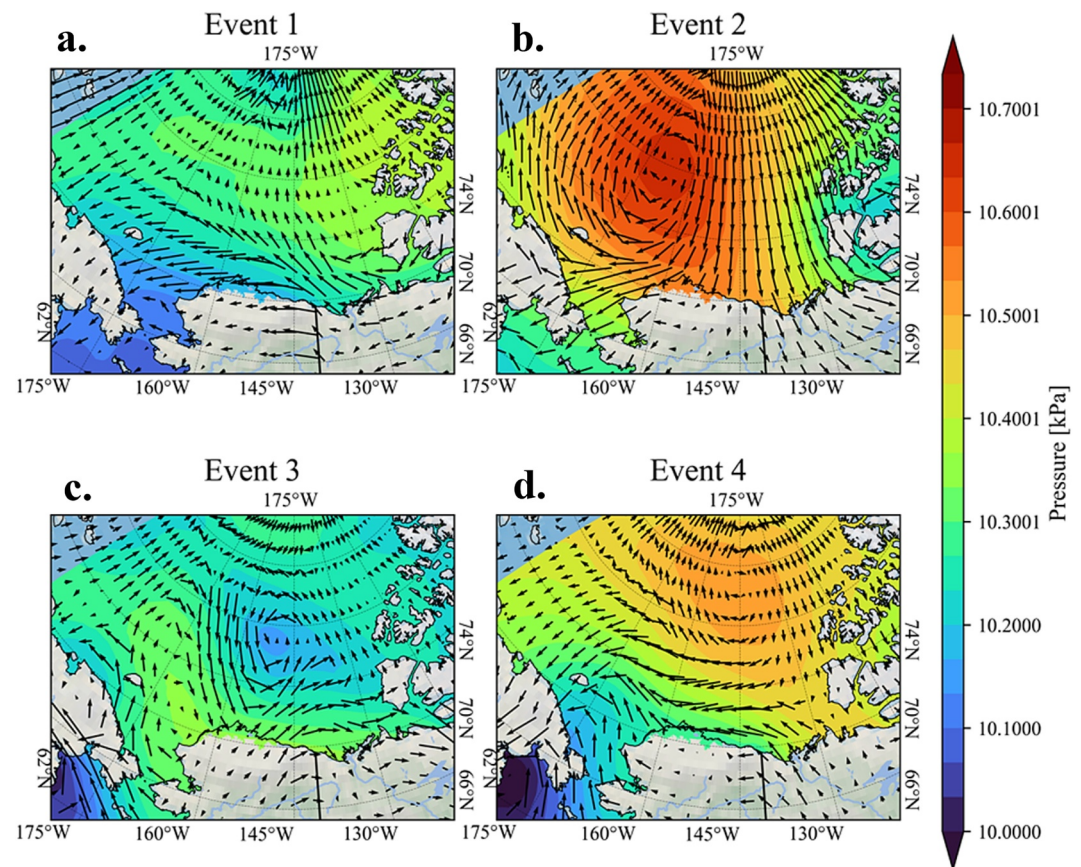 a. Event 1
175°W
74°N
70°N
66°N
62°N
175°W 160°W 145°W 130°W
b. Event 2
175°W
74°N
70°N
66°N
62°N
175°W 160°W 145°W 130°W
c. Event 3
175°W
74°N
70°N
66°N
62°N
175°W 160°W 145°W 130°W
d. Event 4
175°W
74°N
70°N
66°N
62°N
175°W 160°W 145°W 130°W
10.7001
10.6001
10.5001
10.4001
10.3001
10.2000
10.1000
10.0000
Pressure [kPa]